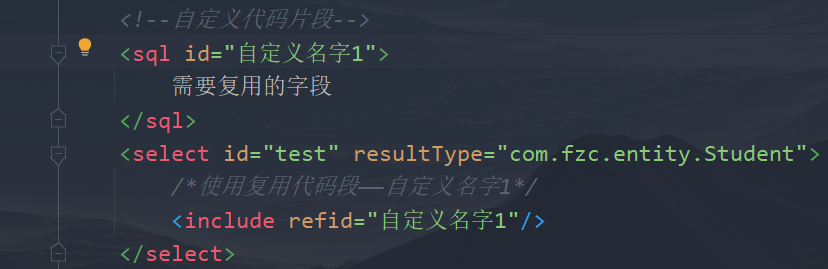 <!--自定义代码片段-->
<sql id="自定义名字1">
需要复用的字段
</sql>
<select id="test" resultType="com.fzc.entity.Student">
/*使用复用代码段——自定义名字1*/
<include refid="自定义名字1"/>
</select>